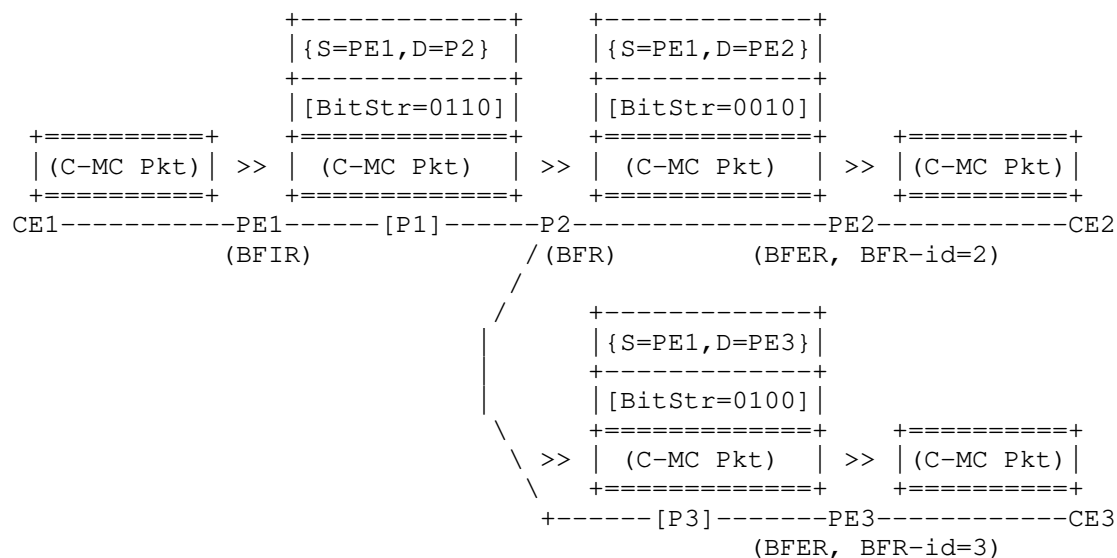 +-------------+    +-------------+
                 |{S=PE1,D=P2} |    |{S=PE1,D=PE2}|
                 +-------------+    +-------------+
                 |[BitStr=0110]|    |[BitStr=0010]|
 +==========+    +=============+    +=============+    +==========+
 |(C-MC Pkt)| >> | (C-MC Pkt)  | >> | (C-MC Pkt)  | >> |(C-MC Pkt)|
 +==========+    +=============+    +=============+    +==========+
CE1-----------PE1------[P1]------P2----------------PE2------------CE2
             (BFIR)             /(BFR)        (BFER, BFR-id=2)
                               /
                              /     +-------------+
                             |      |{S=PE1,D=PE3}|
                             |      +-------------+
                             |      |[BitStr=0100]|
                              \     +=============+    +==========+
                               \ >> | (C-MC Pkt)  | >> |(C-MC Pkt)|
                                \   +=============+    +==========+
                                 +------[P3]-------PE3------------CE3
                                              (BFER, BFR-id=3)